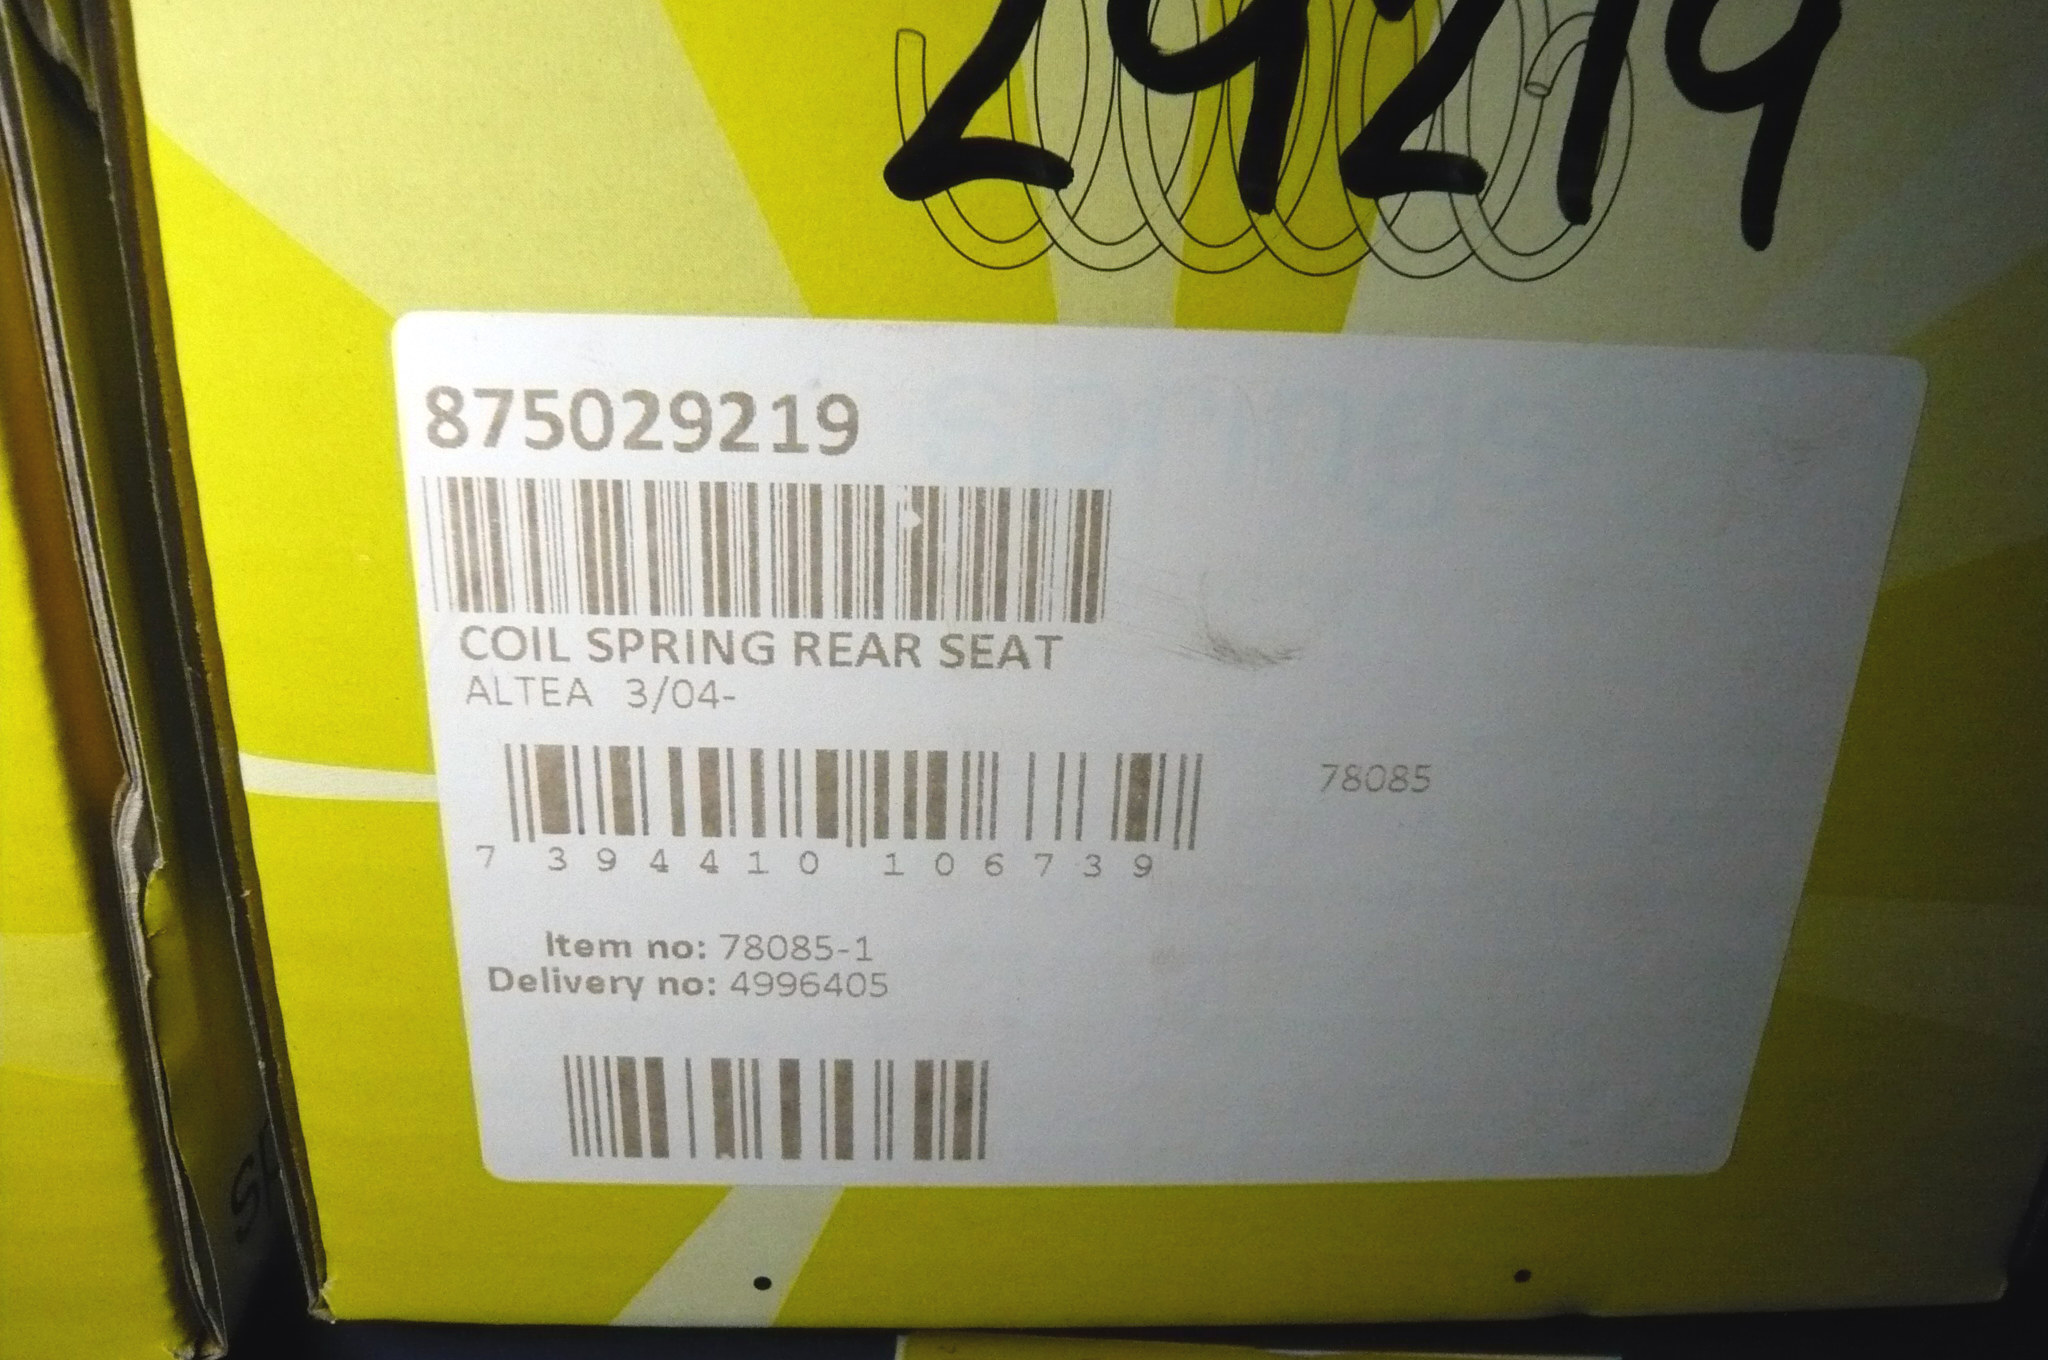 29219
875029219
COIL SPRING REAR SEAT
ALTEA 3/04-
78085
7 394410 106739
Item no: 78085-1
Delivery no: 4996405